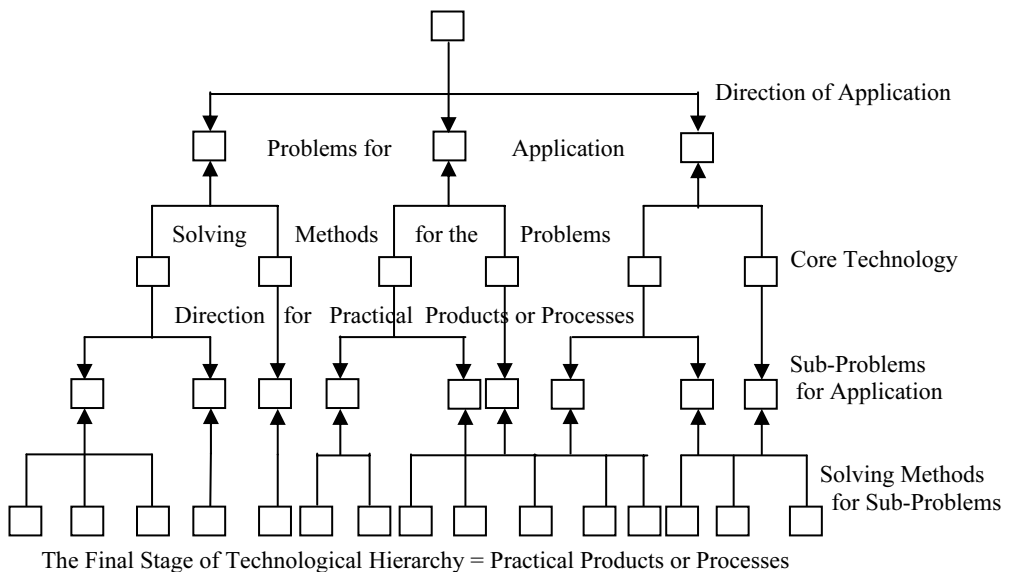 Direction of Application
Problems for Application
Solving Methods for the Problems
Core Technology
Direction for Practical Products or Processes
Sub-Problems
for Application
Solving Methods
for Sub-Problems
The Final Stage of Technological Hierarchy = Practical Products or Processes